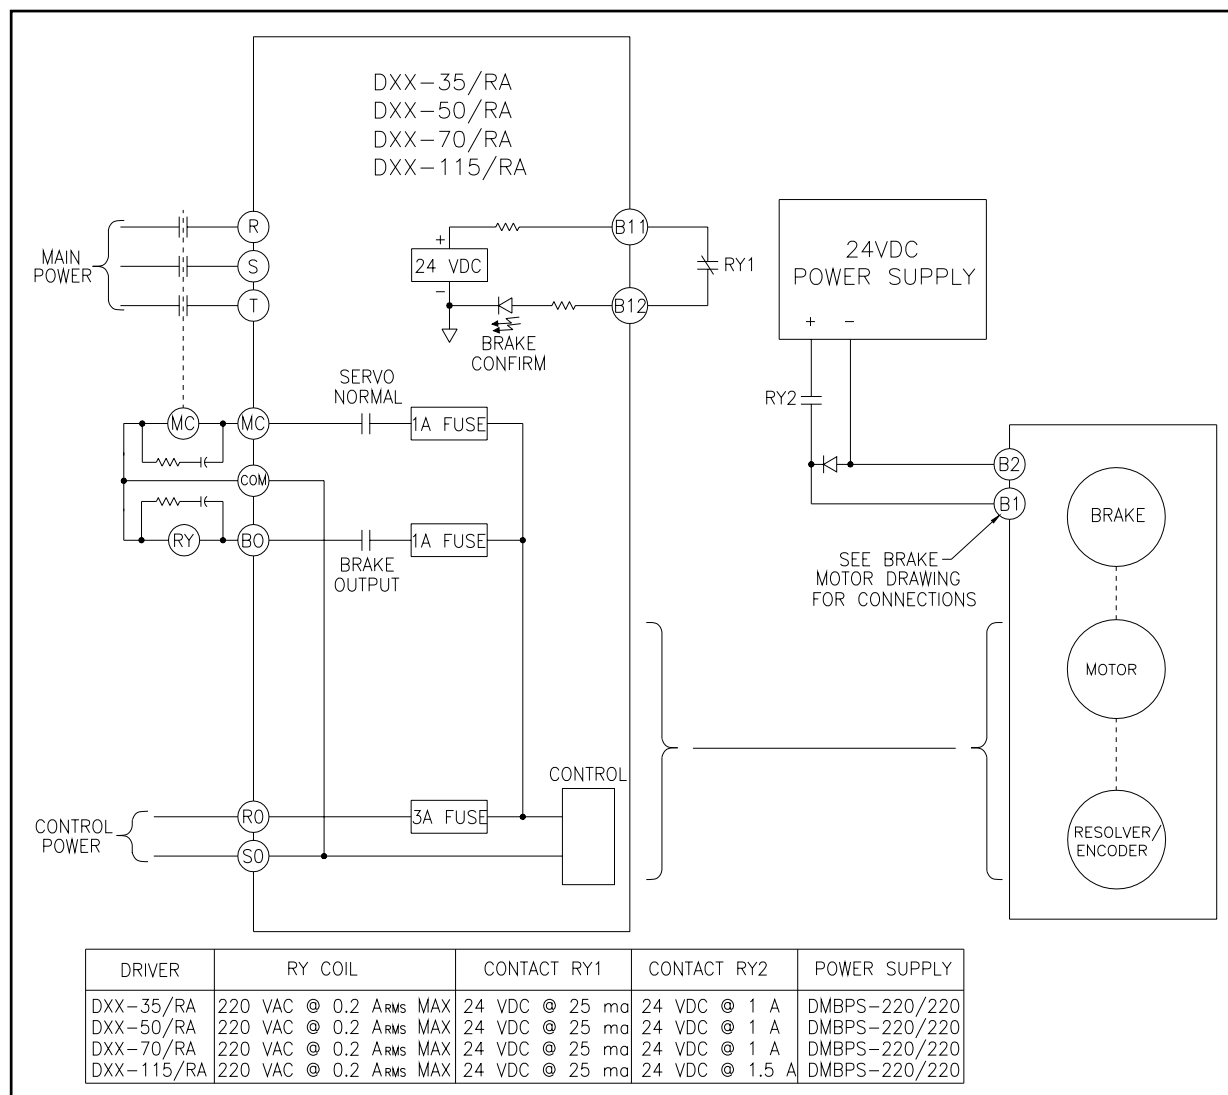 DXX-35/RA
DXX-50/RA
DXX-70/RA
DXX-115/RA
MAIN
POWER
R
S
T
+
24 VDC
-
B11
B12
RY1
BRAKE
CONFIRM
24VDC
POWER SUPPLY
+ -
RY2
SERVO
NORMAL
MC
MC
1A FUSE
COM
RY
BO
1A FUSE
BRAKE
OUTPUT
B2
B1
SEE BRAKE
MOTOR DRAWING
FOR CONNECTIONS
BRAKE
MOTOR
RESOLVER/
ENCODER
CONTROL
CONTROL
POWER
R0
S0
3A FUSE
DRIVER RY COIL CONTACT RY1 CONTACT RY2 POWER SUPPLY
DXX-35/RA 220 VAC @ 0.2 ARMS MAX 24 VDC @ 25 ma 24 VDC @ 1 A DMBPS-220/220
DXX-50/RA 220 VAC @ 0.2 ARMS MAX 24 VDC @ 25 ma 24 VDC @ 1 A DMBPS-220/220
DXX-70/RA 220 VAC @ 0.2 ARMS MAX 24 VDC @ 25 ma 24 VDC @ 1 A DMBPS-220/220
DXX-115/RA 220 VAC @ 0.2 ARMS MAX 24 VDC @ 25 ma 24 VDC @ 1.5 A DMBPS-220/220